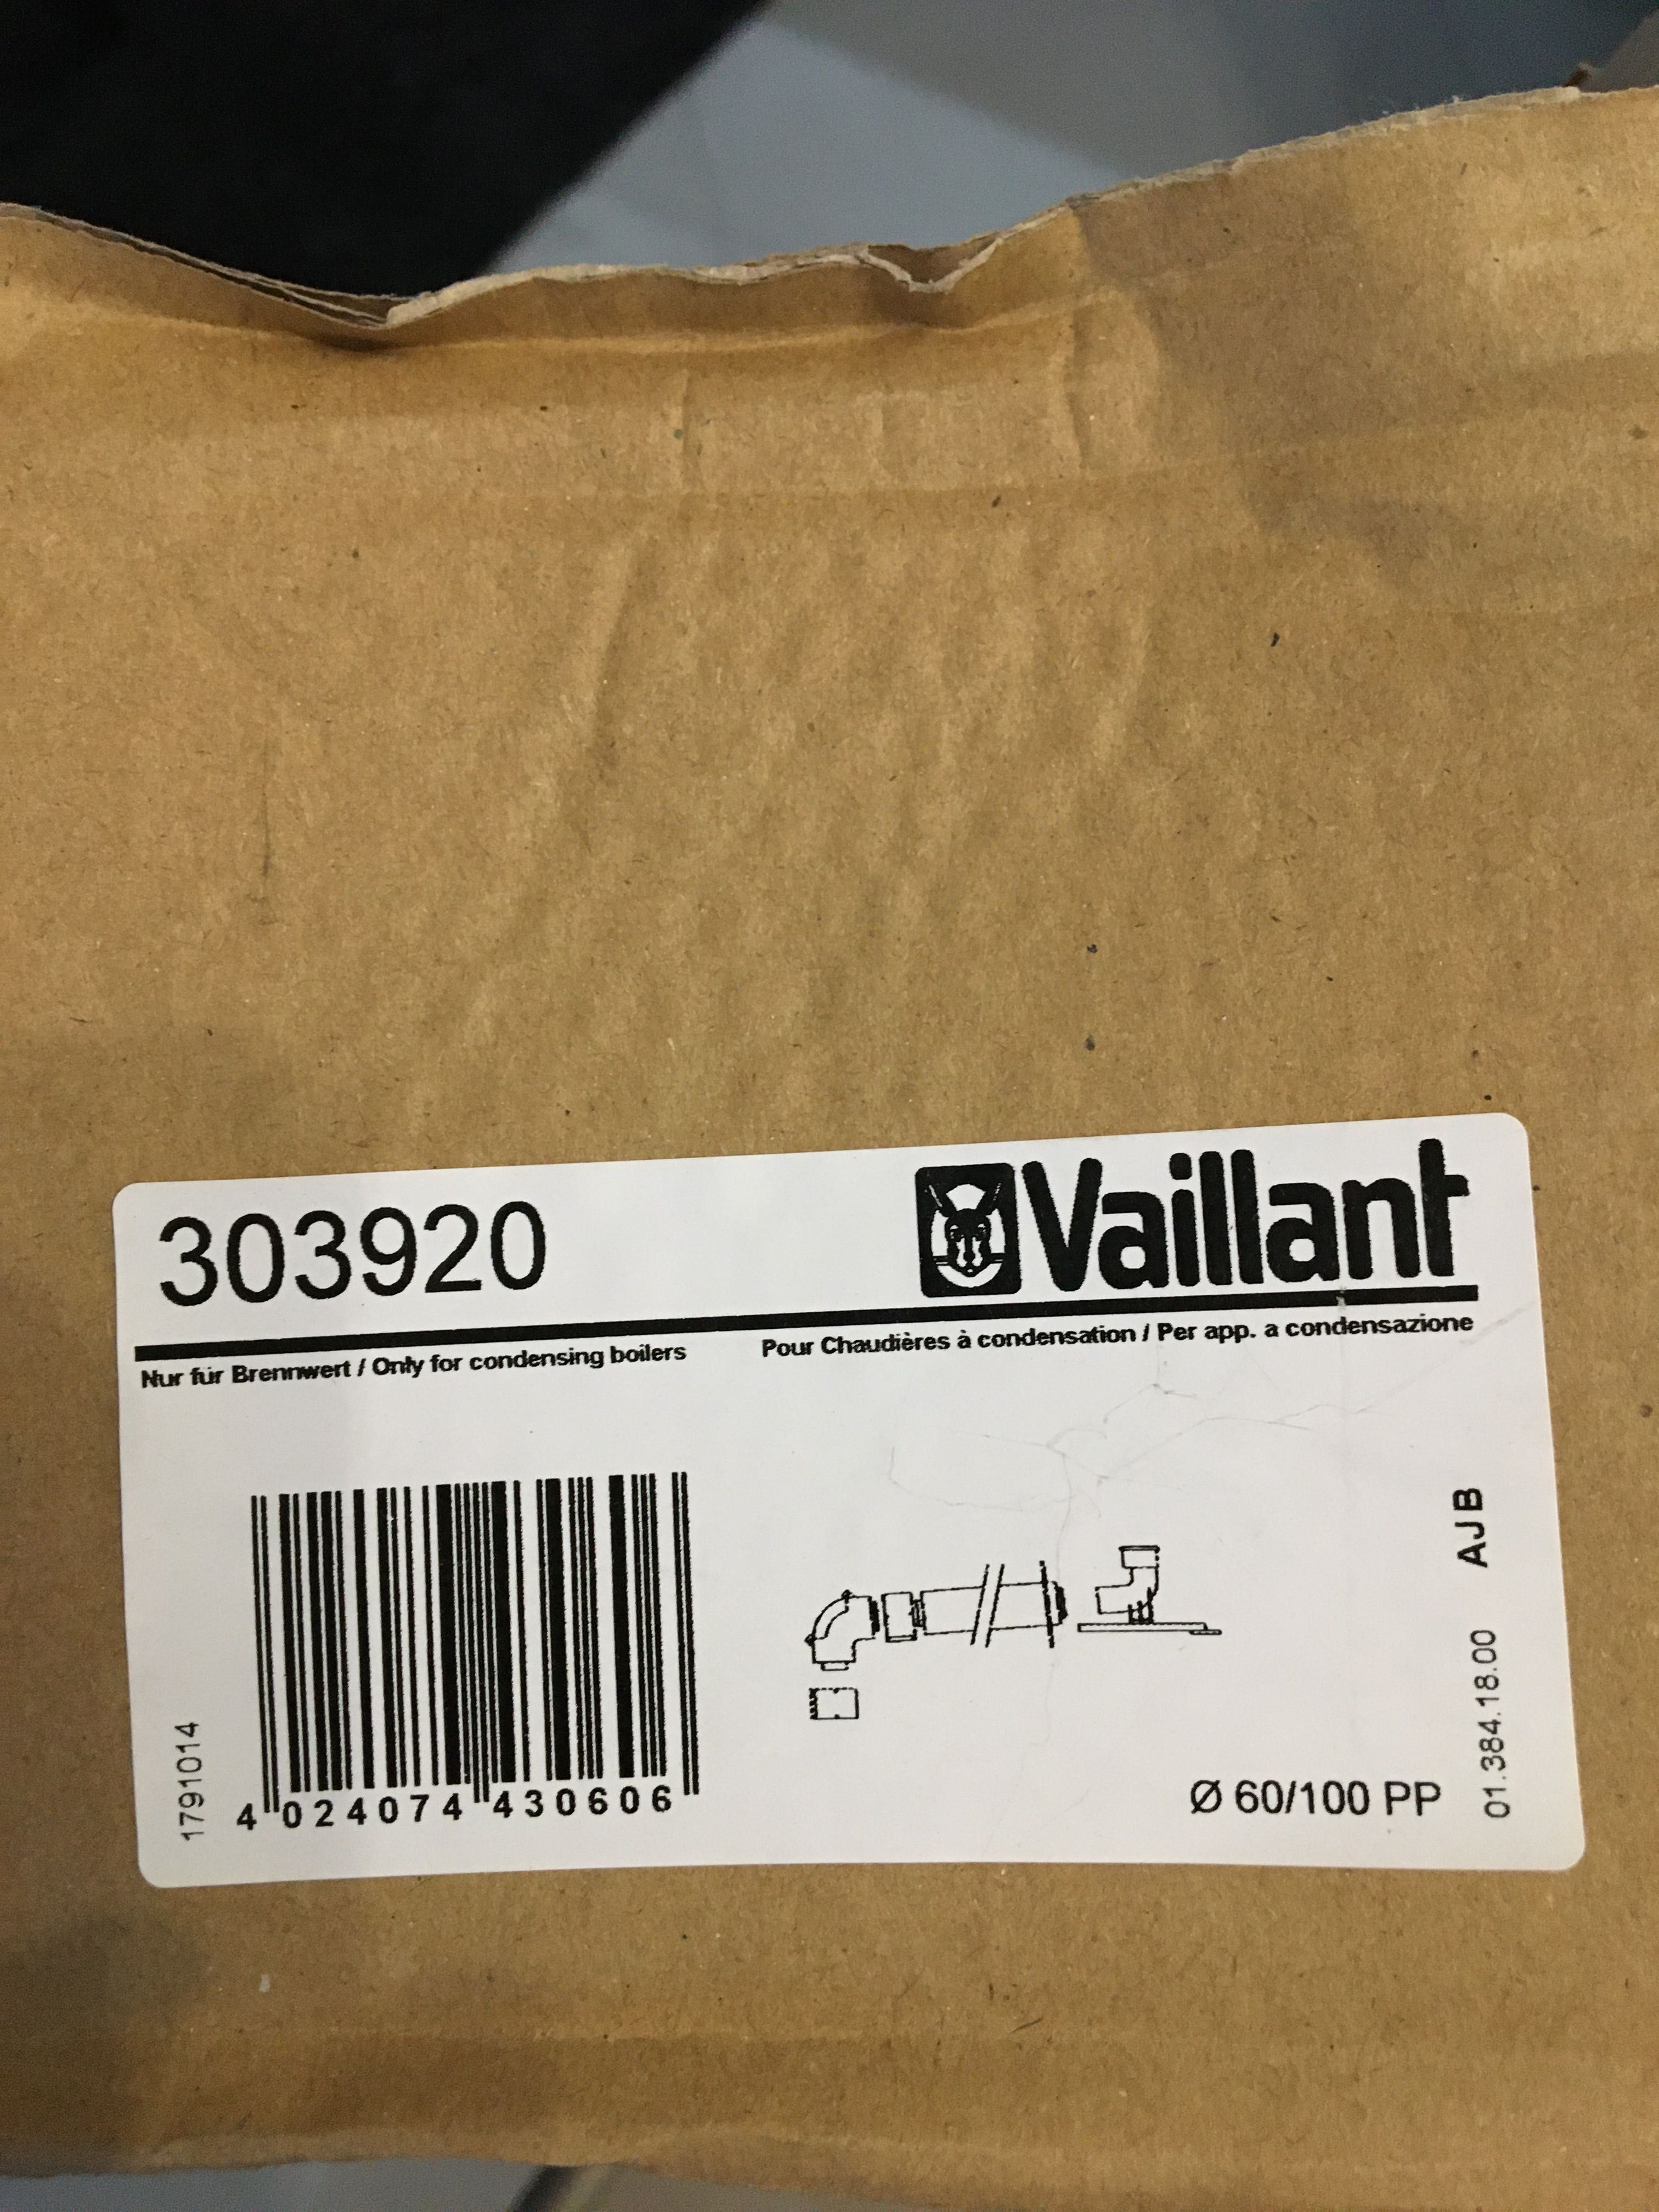 303920
Vaillant
Nur für Brennwert / Only for condensing boilers
Pour Chaudières à condensation / Per app. a condensazione
AJB
01.384.18.00
1791014
4 024074 430606
Ø 60/100 PP